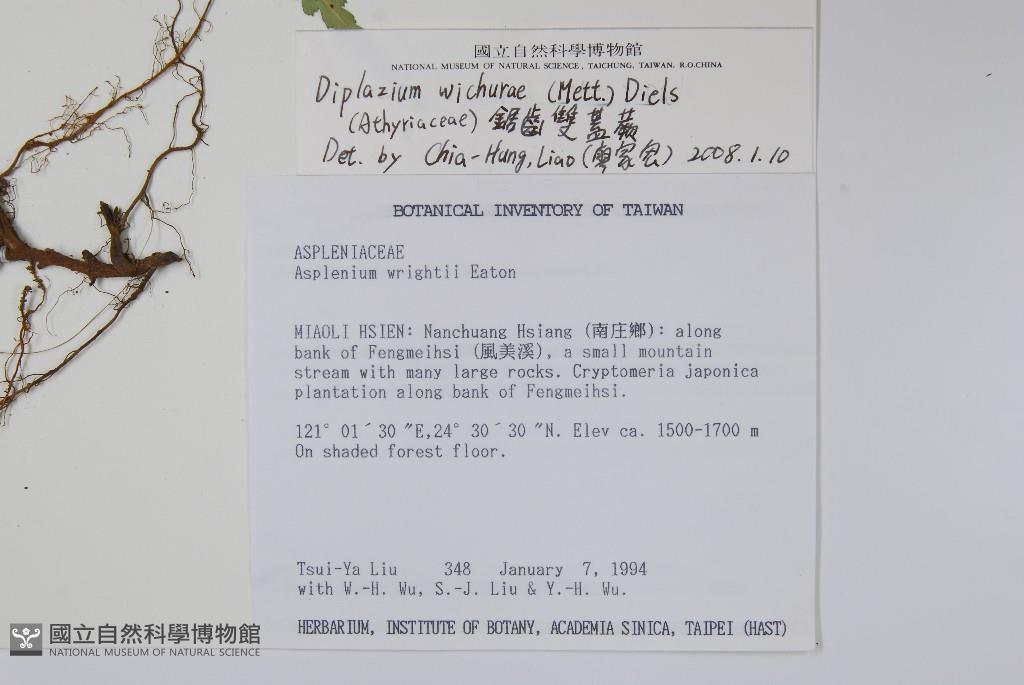 國立自然科學博物館
NATIONAL MUSEUM OF NATURAL SCIENCE, TAICHUNG, TAIWAN, R.O.CHINA
Diplazium wichurae (Mett.) Diels
(Athyriaceae) 鋸齒雙蓋蕨
Det. by Chia-Hung, Liao (廖家) 2008.1.10
BOTANICAL INVENTORY OF TAIWAN
ASPLENIACEAE
Asplenium wrightii Eaton
MIAOLI HSIEN: Nanchuang Hsiang (南庄鄉): along
bank of Fengmeihsi (風美溪), a small mountain
stream with many large rocks. Cryptomeria japonica
plantation along bank of Fengmeihsi.
121° 01´30 ″E,24° 30´30 ″N. Elev ca. 1500-1700 m
On shaded forest floor.
Tsui-Ya Liu 348 January 7, 1994
with W.-H. Wu, S.-J. Liu & Y.-H. Wu.
HERBARIUM, INSTITUTE OF BOTANY, ACADEMIA SINICA, TAIPEI (HAST)
國立自然科學博物館
NATIONAL MUSEUM OF NATURAL SCIENCE